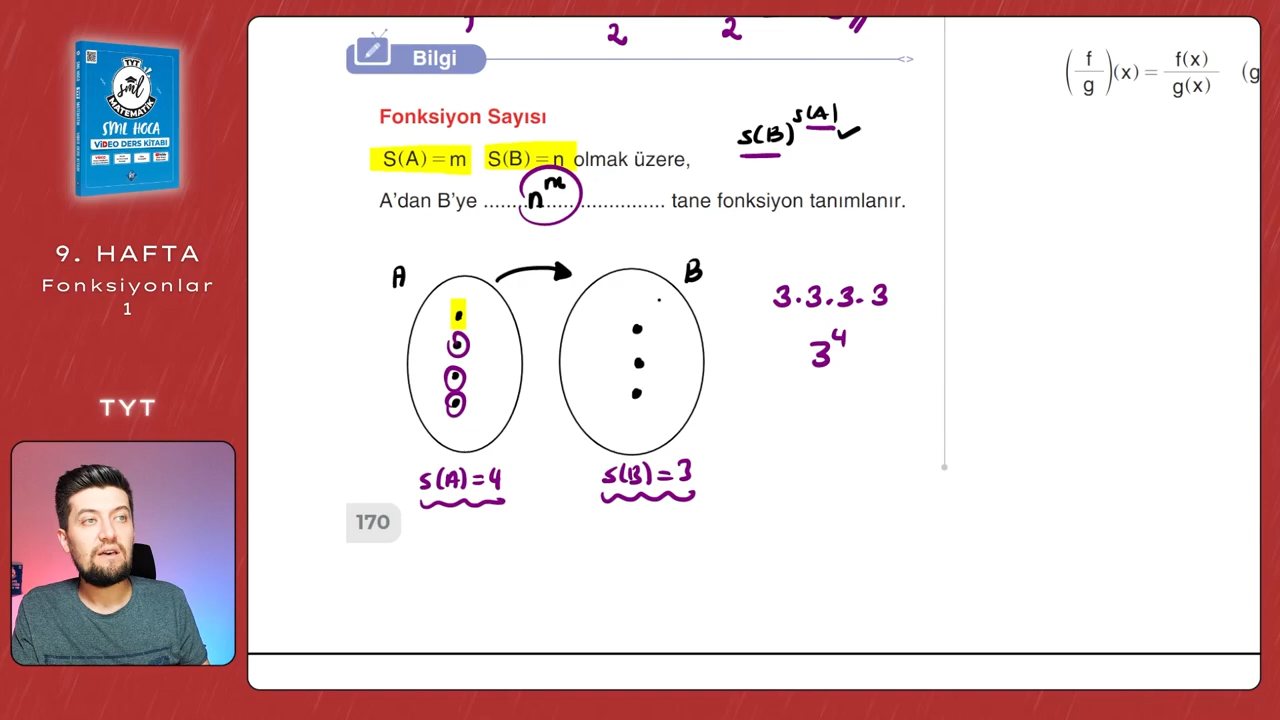 TYT
sml
MATEMATİK
SML HOCA
VİDEO DERS KİTABI
9. HAFTA
Fonksiyonlar
1
TYT
2 2
Bilgi
Fonksiyon Sayısı
S(A) = m S(B) = n olmak üzere,
s(B)^s(A) ✓
A'dan B'ye ........n^m........................ tane fonksiyon tanımlanır.
A B
3.3.3.3
3^4
s(A)=4 s(B)=3
170
(f/g)(x) = f(x)/g(x) (g